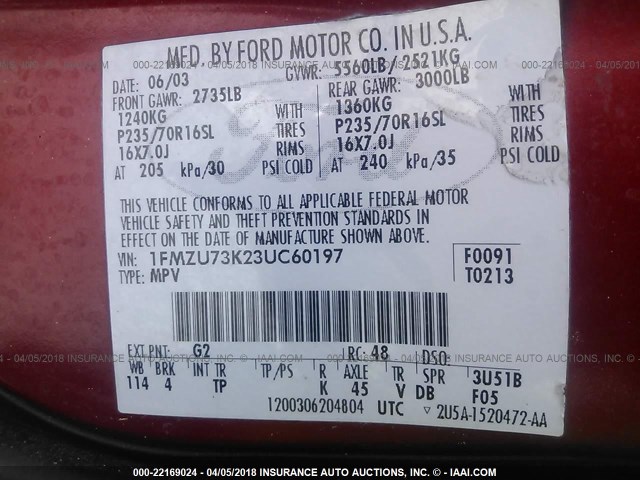 MFD. BY FORD MOTOR CO. IN U.S.A.
DATE: 06/03 GVWR: 5560LB/ 2521KG
FRONT GAWR: 2735LB REAR GAWR: 3000LB
1240KG WITH 1360KG WITH
P235/70R16SL TIRES P235/70R16SL TIRES
16X7.0J RIMS 16X7.0J RIMS
AT 205 kPa/30 PSI COLD AT 240 kPa/35 PSI COLD
Ford
THIS VEHICLE CONFORMS TO ALL APPLICABLE FEDERAL MOTOR
VEHICLE SAFETY AND THEFT PREVENTION STANDARDS IN
EFFECT ON THE DATE OF MANUFACTURE SHOWN ABOVE.
VIN: 1FMZU73K23UC60197 F0091
TYPE: MPV T0213
EXT PNT: G2 RC: 48 DSO:
WB BRK INT TR TP/PS R AXLE TR SPR 3U51B
114 4 TP K 45 V DB F05
1200306204804 UTC ▽ 2U5A-1520472-AA
000-22169024 - 04/05/2018 - INSURANCE AUTO AUCTIONS, INC. - © IAAI.COM